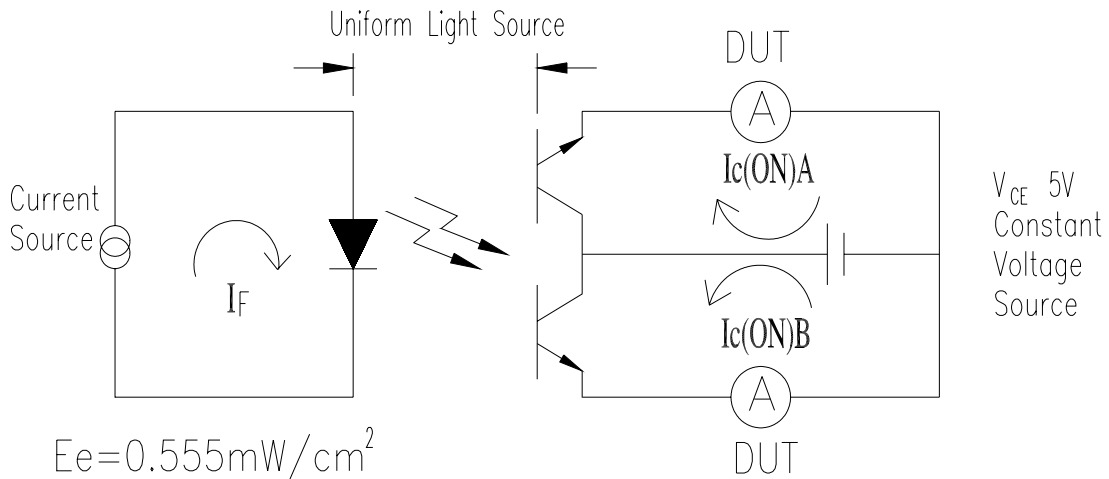 Uniform Light Source
DUT
A
Ic(ON)A
Current
Source
IF
VCE 5V
Constant
Voltage
Source
Ic(ON)B
A
DUT
Ee=0.555mW/cm²